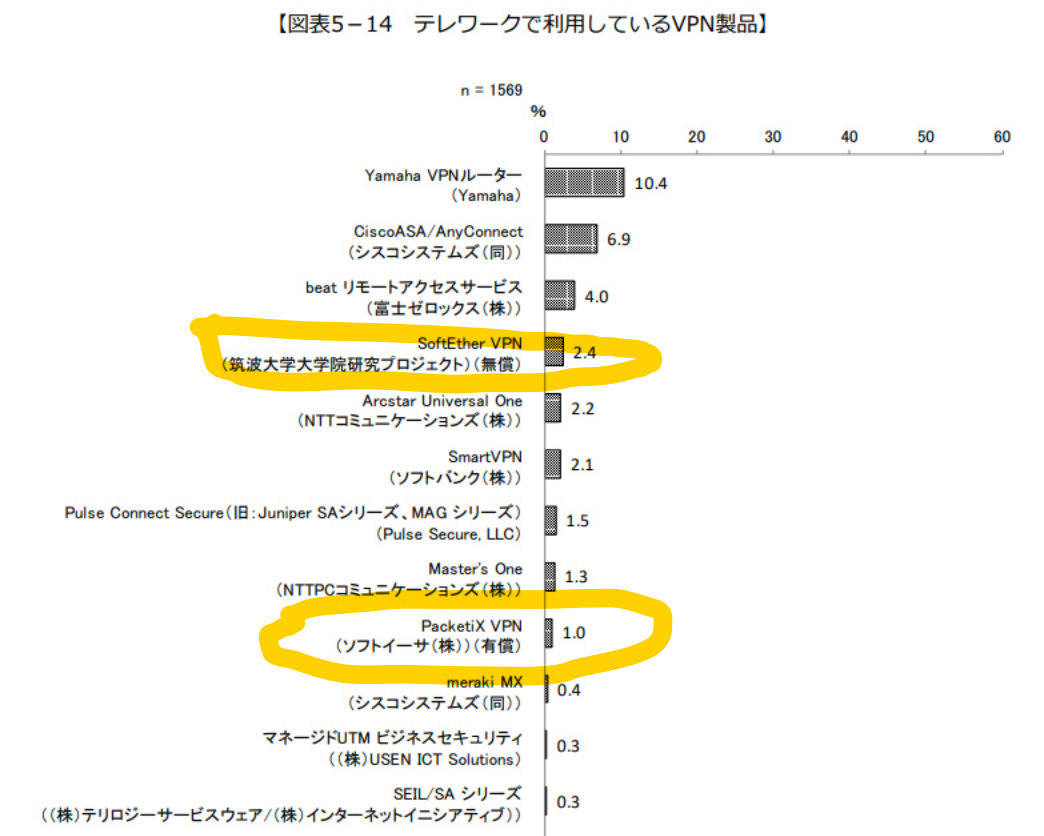 【図表5－14　テレワークで利用しているVPN製品】
n = 1569
%
0 10 20 30 40 50 60
Yamaha VPNルーター
（Yamaha）
10.4
CiscoASA/AnyConnect
（シスコシステムズ（同））
6.9
beat リモートアクセスサービス
（富士ゼロックス（株））
4.0
SoftEther VPN
（筑波大学大学院研究プロジェクト）（無償）
2.4
Arcstar Universal One
（NTTコミュニケーションズ（株））
2.2
SmartVPN
（ソフトバンク（株））
2.1
Pulse Connect Secure（旧：Juniper SAシリーズ、MAG シリーズ）
（Pulse Secure, LLC）
1.5
Master's One
（NTTPCコミュニケーションズ（株））
1.3
PacketiX VPN
（ソフトイーサ（株））（有償）
1.0
meraki MX
（シスコシステムズ（同））
0.4
マネージドUTM ビジネスセキュリティ
（（株）USEN ICT Solutions）
0.3
SEIL/SA シリーズ
（（株）テリロジーサービスウェア/（株）インターネットイニシアティブ））
0.3